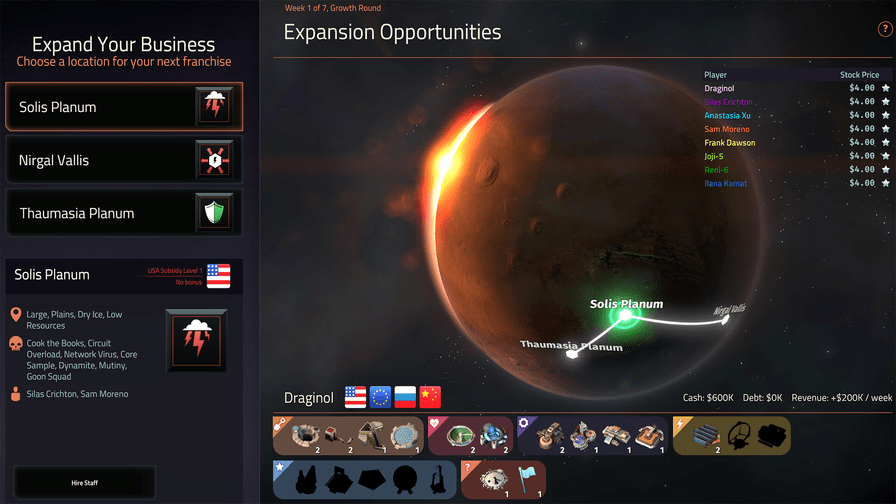 Week 1 of 7, Growth Round
Expansion Opportunities
?
Expand Your Business
Choose a location for your next franchise
Solis Planum
Nirgal Vallis
Thaumasia Planum
Solis Planum
USA Subsidy Level 1
No bonus
Large, Plains, Dry Ice, Low
Resources
Cook the Books, Circuit
Overload, Network Virus, Core
Sample, Dynamite, Mutiny,
Goon Squad
Silas Crichton, Sam Moreno
Hire Staff
Player Stock Price
Draginol $4.00
Silas Crichton $4.00
Anastasia Xu $4.00
Sam Moreno $4.00
Frank Dawson $4.00
Joji-5 $4.00
Reni-6 $4.00
Ilana Kamat $4.00
Solis Planum
Nirgal Vallis
Thaumasia Planum
Draginol
Cash: $600K Debt: $0K Revenue: +$200K / week
2 2 1 1
2 2
2 1 1 1
2
?
1 1